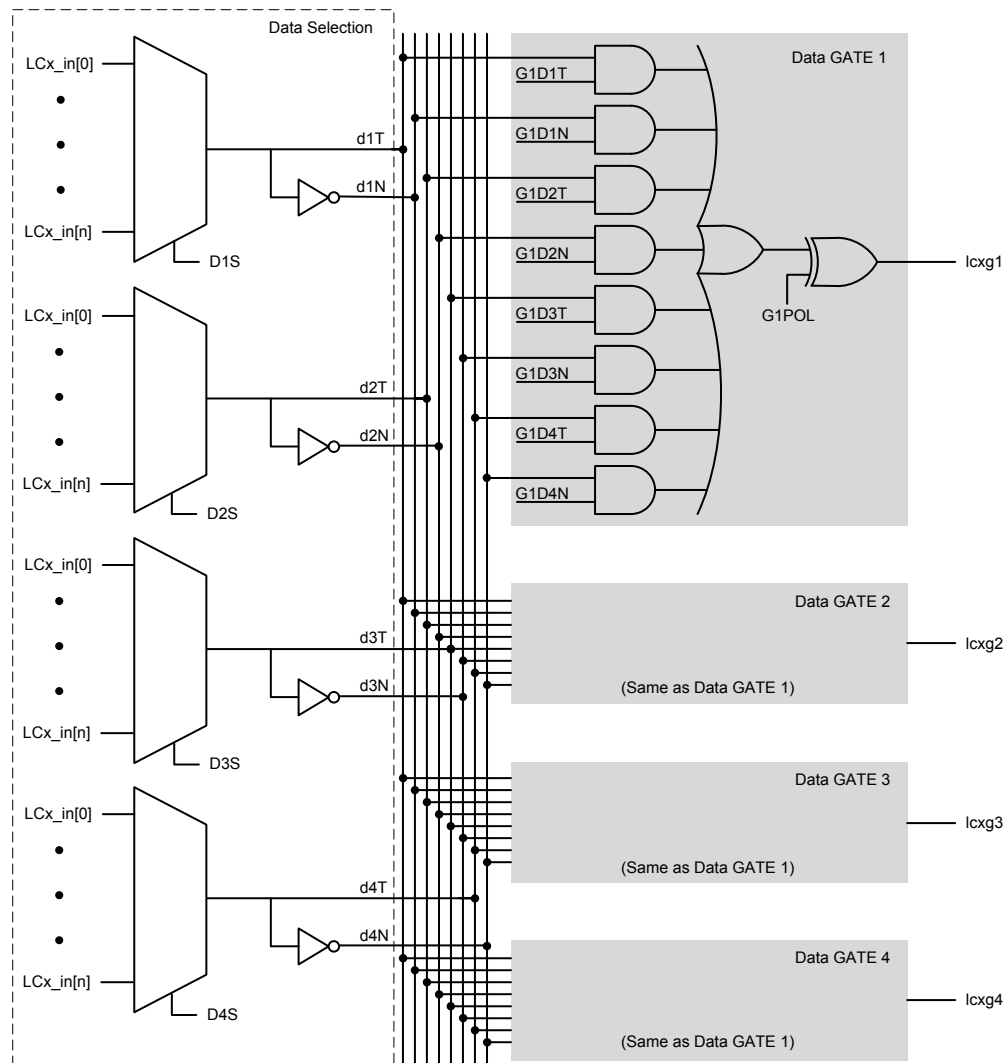 Data Selection
LCx_in[0]
LCx_in[n]
D1S
d1T
d1N
LCx_in[0]
LCx_in[n]
D2S
d2T
d2N
LCx_in[0]
LCx_in[n]
D3S
d3T
d3N
LCx_in[0]
LCx_in[n]
D4S
d4T
d4N
Data GATE 1
G1D1T
G1D1N
G1D2T
G1D2N
G1D3T
G1D3N
G1D4T
G1D4N
G1POL
lcxg1
Data GATE 2
(Same as Data GATE 1)
lcxg2
Data GATE 3
(Same as Data GATE 1)
lcxg3
Data GATE 4
(Same as Data GATE 1)
lcxg4